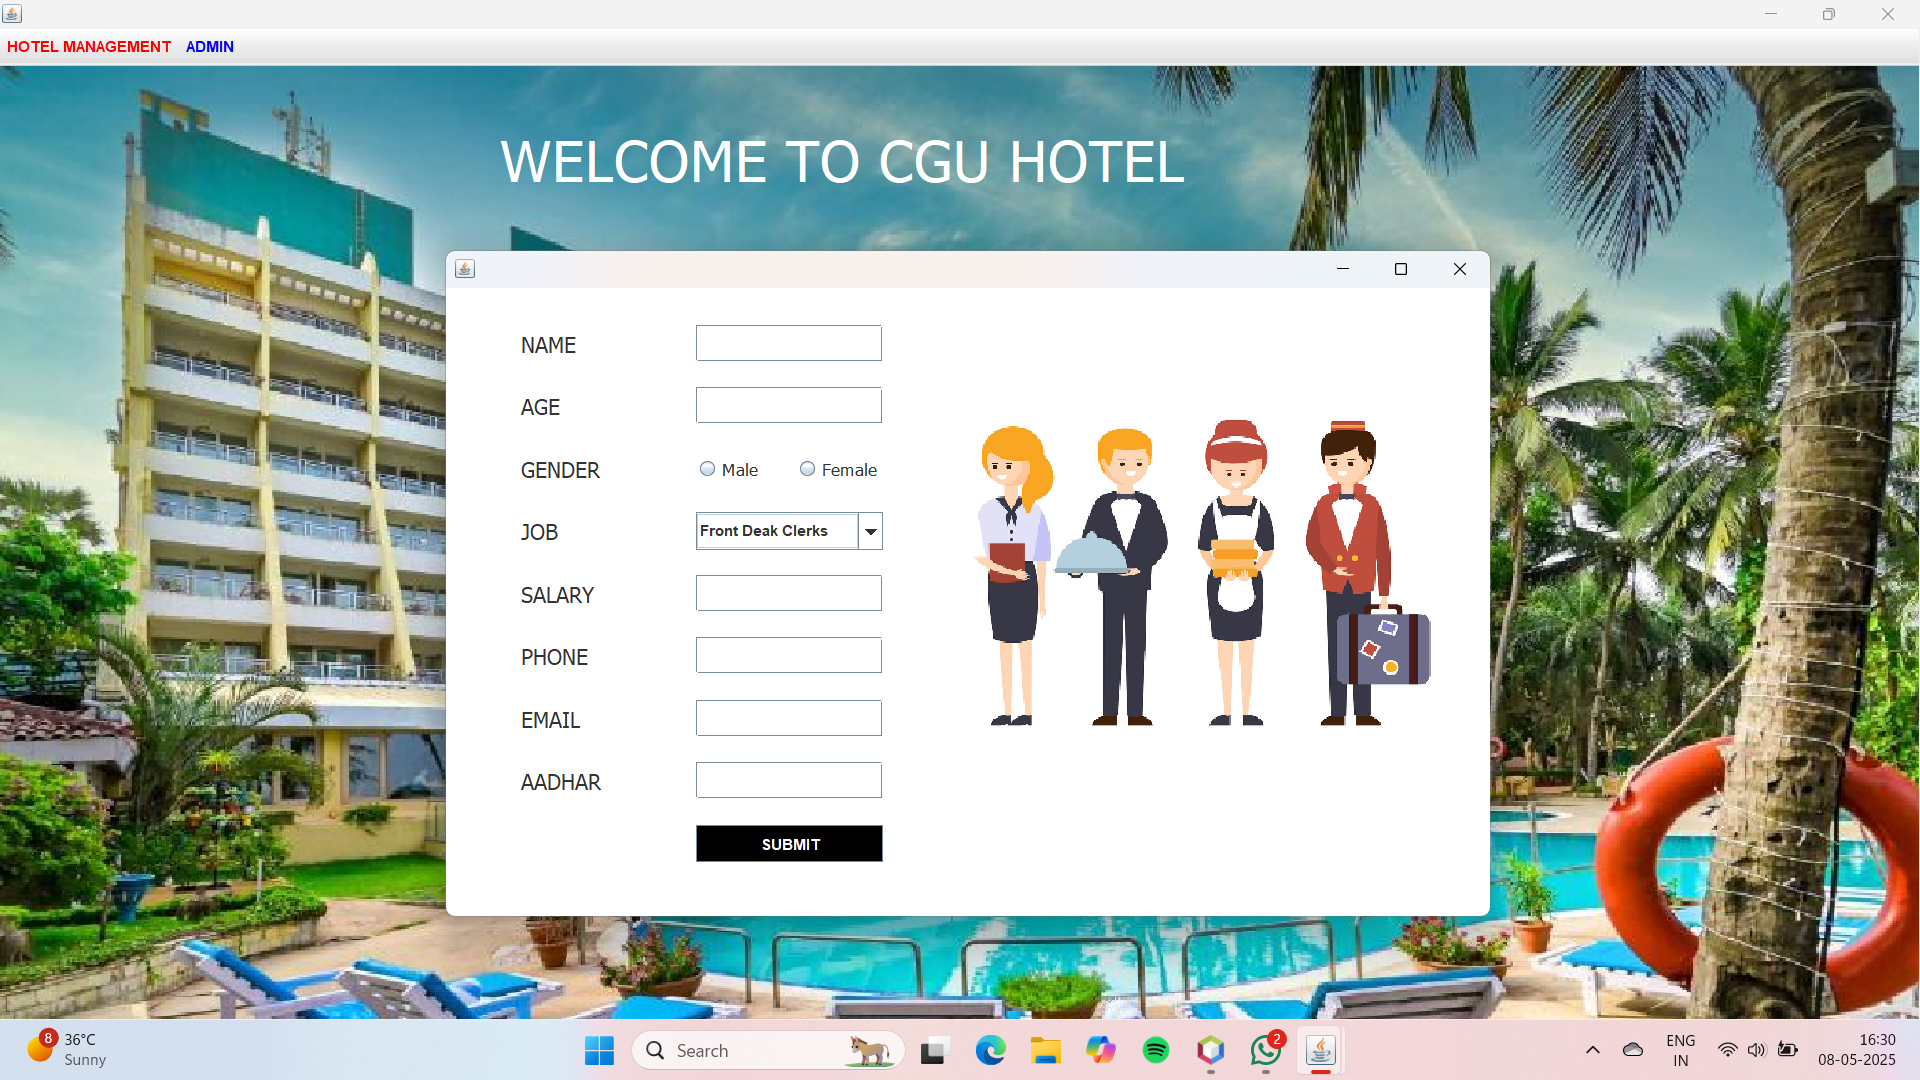 HOTEL MANAGEMENT ADMIN
WELCOME TO CGU HOTEL
NAME
AGE
GENDER Male Female
JOB Front Deak Clerks
SALARY
PHONE
EMAIL
AADHAR
SUBMIT
8 36°C
Sunny
Search
2
ENG
IN
16:30
08-05-2025